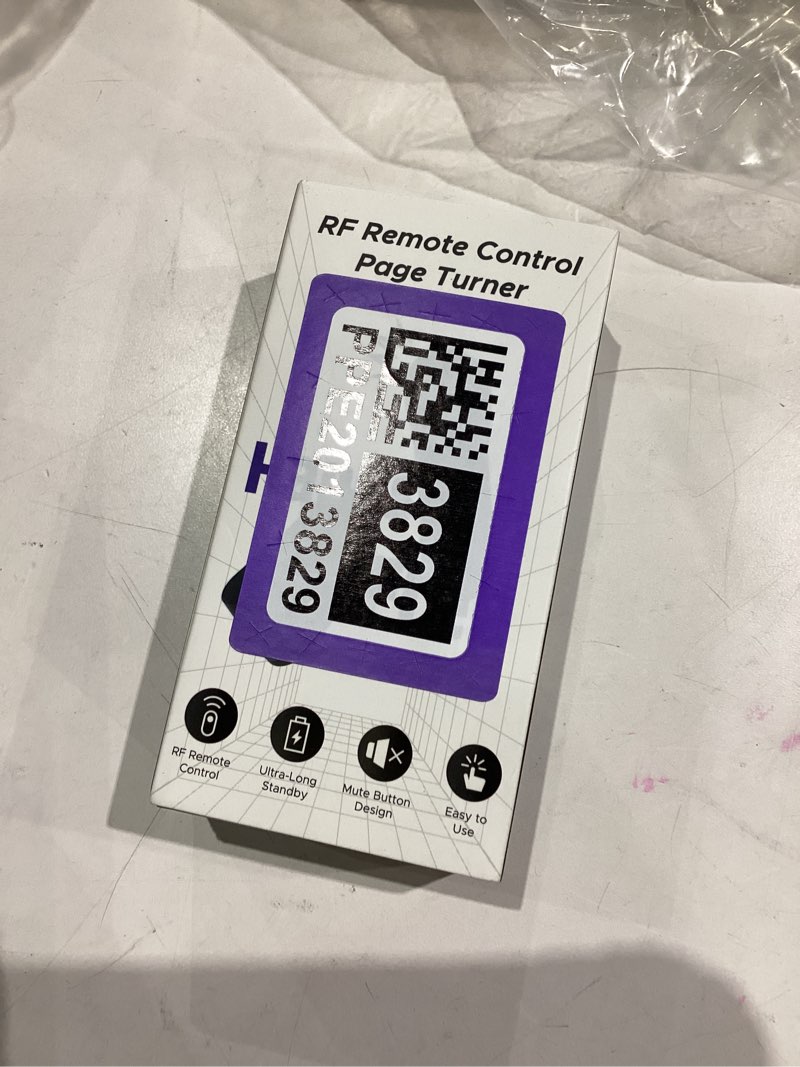 RF Remote Control
Page Turner
H
PPE2013829
3829
RF Remote
Control
Ultra-Long
Standby
Mute Button
Design
Easy to
Use